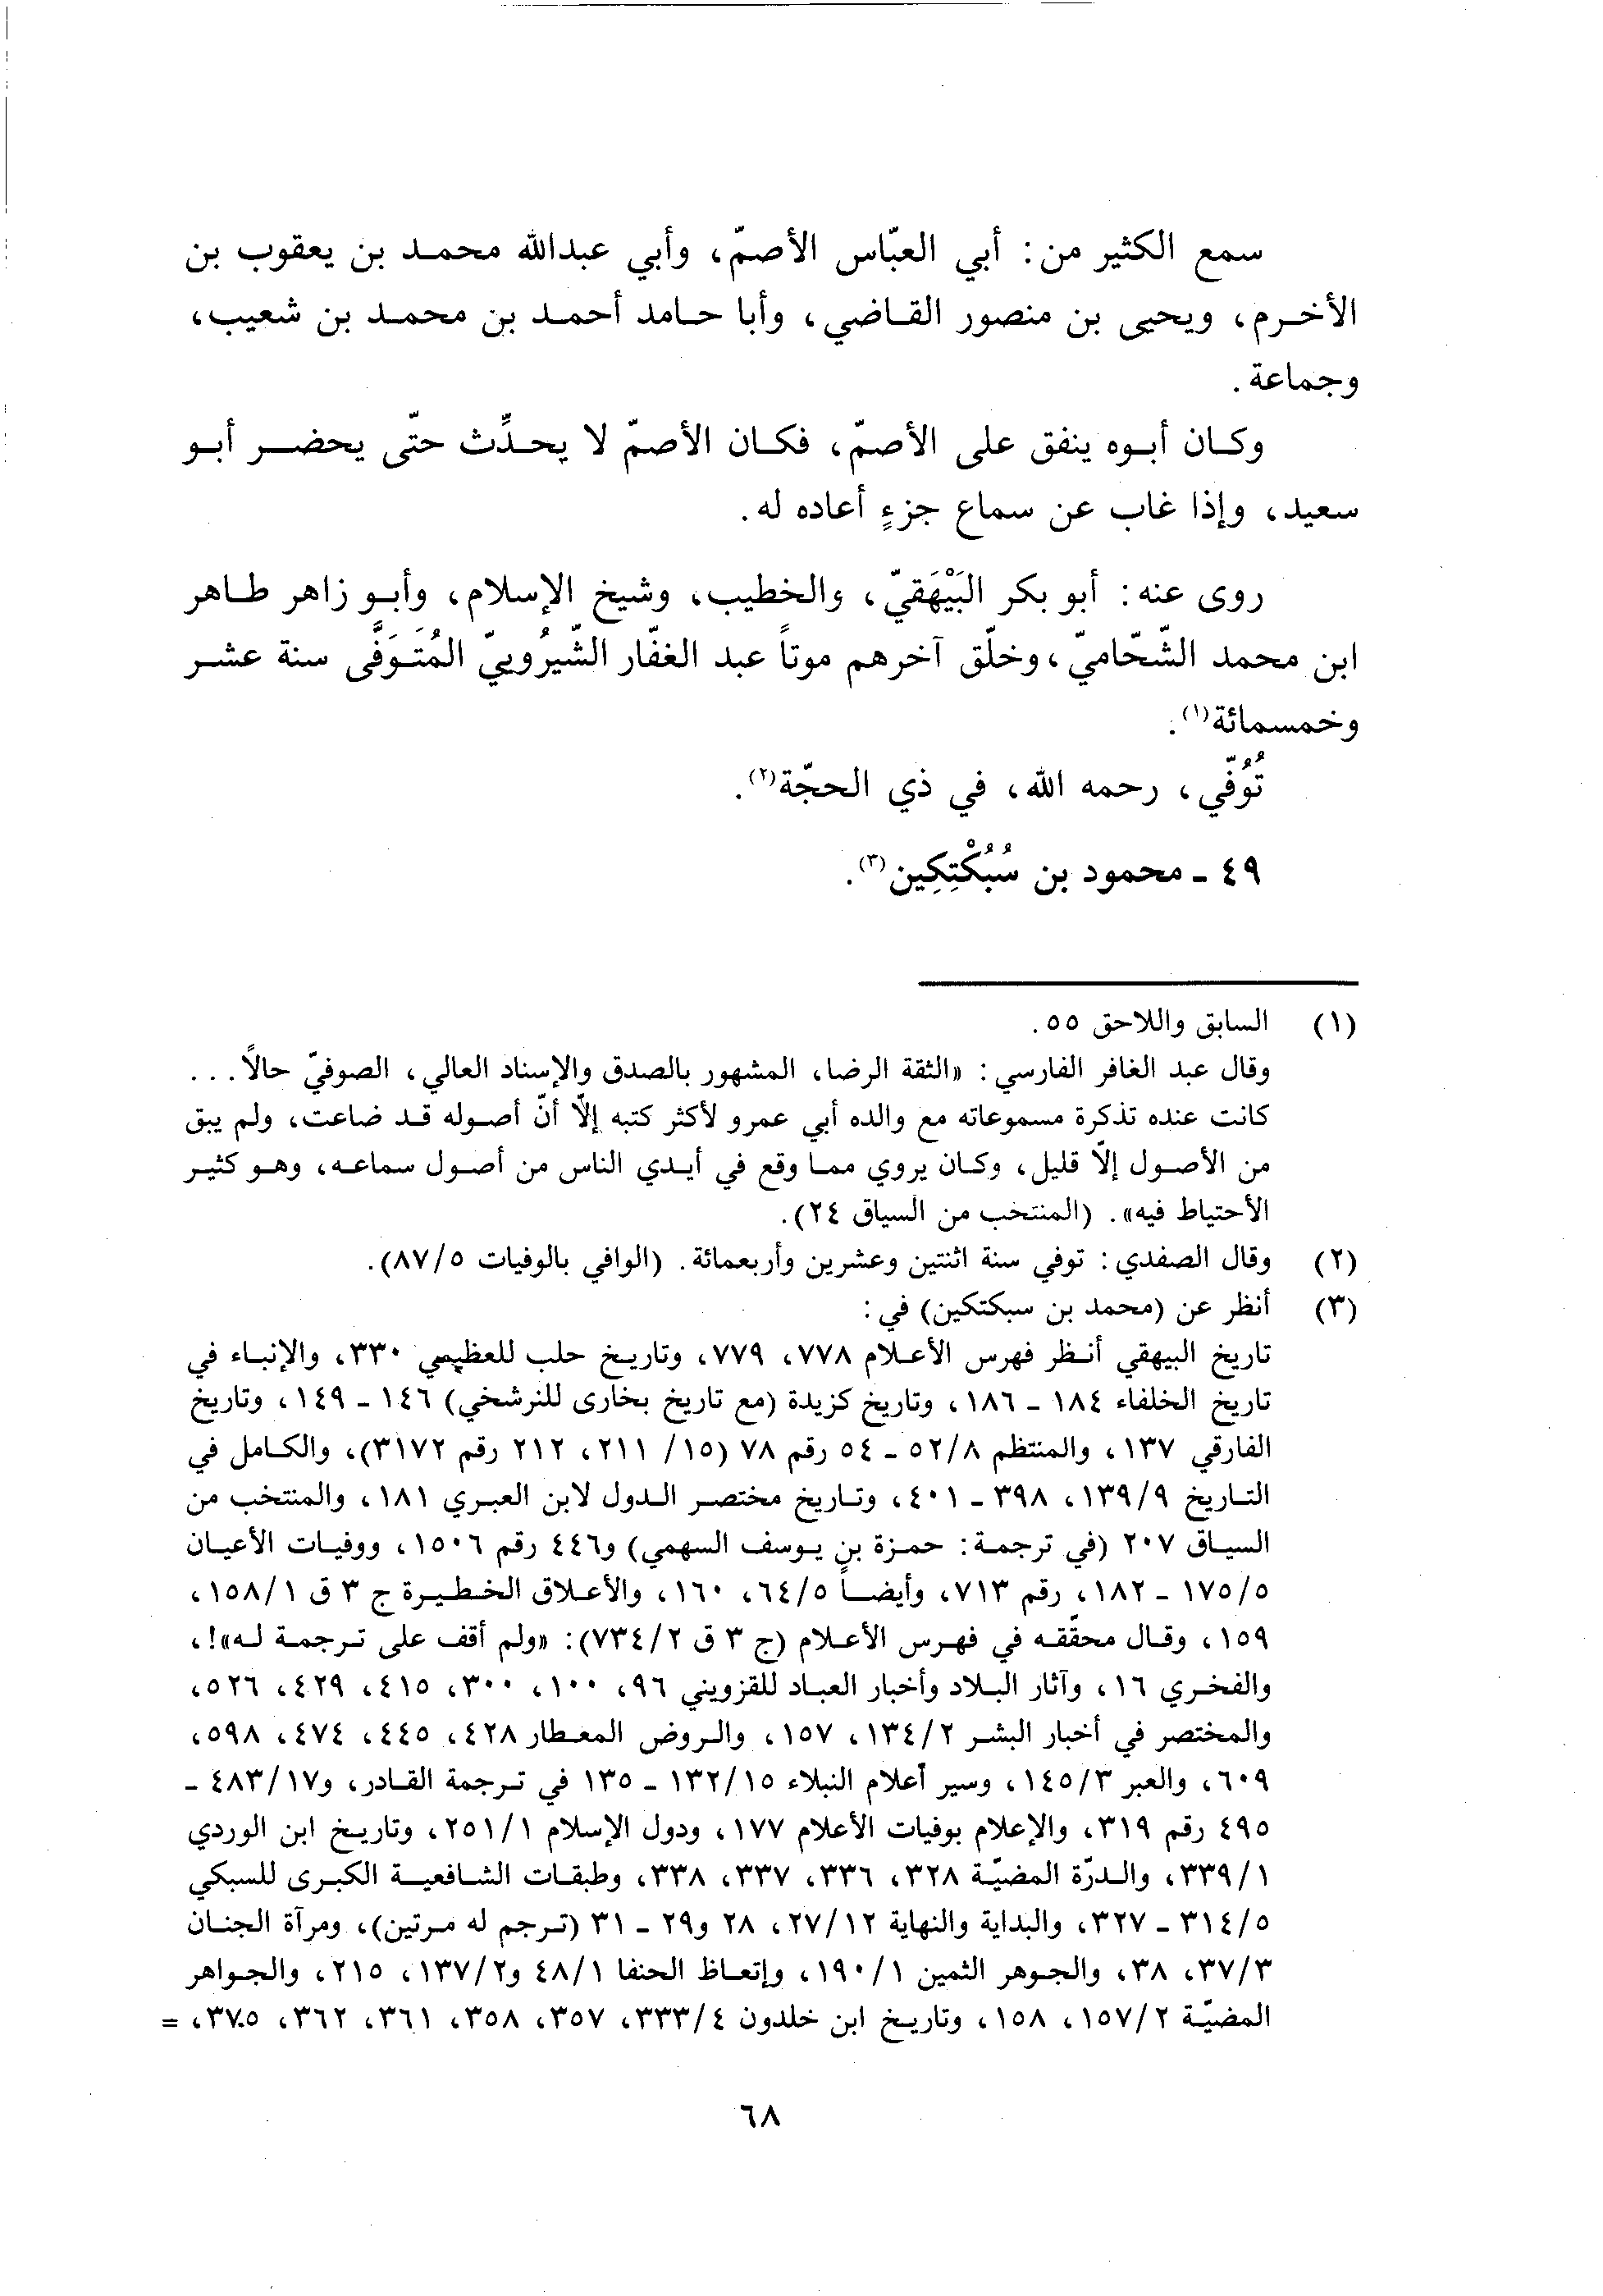 سمع الكثير من: أبي العبّاس الأصمّ، وأبي عبدالله محمد بن يعقوب بن
الأخرم، ويحيى بن منصور القاضي، وأبا حامد أحمد بن محمد بن شعيب،
وجماعة.
وكان أبوه ينفق على الأصمّ، فكان الأصمّ لا يحدِّث حتّى يحضر أبو
سعيد، وإذا غاب عن سماع جزءٍ أعاده له.
روى عنه: أبو بكر البَيْهَقيّ، والخطيب، وشيخ الإسلام، وأبو زاهر طاهر
ابن محمد الشّحّاميّ، وخلّق آخرهم موتاً عبد الغفّار الشّيرُوييّ المُتَوَفَّى سنة عشر
وخمسمائة(١).
تُوُفّي، رحمه الله، في ذي الحجّة(٢).
٤٩ - محمود بن سُبُكْتِكِين(٣).
(١) السابق واللاحق ٥٥.
وقال عبد الغافر الفارسي: «الثقة الرضا، المشهور بالصدق والإسناد العالي، الصوفيّ حالاً...
كانت عنده تذكرة مسموعاته مع والده أبي عمرو لأكثر كتبه إلّا أنّ أصوله قد ضاعت، ولم يبق
من الأصول إلّا قليل، وكان يروي مما وقع في أيدي الناس من أصول سماعه، وهو كثير
الأحتياط فيه». (المنتخب من السياق ٢٤).
(٢) وقال الصفدي: توفي سنة اثنتين وعشرين وأربعمائة. (الوافي بالوفيات ٨٧/٥).
(٣) أنظر عن (محمد بن سبكتكين) في:
تاريخ البيهقي أنظر فهرس الأعلام ٧٧٨، ٧٧٩، وتاريخ حلب للعظيمي ٣٣٠، والإنباء في
تاريخ الخلفاء ١٨٤ - ١٨٦، وتاريخ كزيدة (مع تاريخ بخارى للنرشخي) ١٤٦ - ١٤٩، وتاريخ
الفارقي ١٣٧، والمنتظم ٥٢/٨ - ٥٤ رقم ٧٨ (١٥/ ٢١١، ٢١٢ رقم ٣١٧٢)، والكامل في
التاريخ ١٣٩/٩، ٣٩٨ - ٤٠١، وتاريخ مختصر الدول لابن العبري ١٨١، والمنتخب من
السياق ٢٠٧ (في ترجمة: حمزة بن يوسف السهمي) و٤٤٦ رقم ١٥٠٦، ووفيات الأعيان
١٧٥/٥ - ١٨٢، رقم ٧١٣، وأيضاً ٦٤/٥، ١٦٠، والأعلاق الخطيرة ج ٣ ق ١٥٨/١،
١٥٩، وقال محقّقه في فهرس الأعلام (ج ٣ ق ٧٣٤/٢): «ولم أقف على ترجمة له»!،
والفخري ١٦، وآثار البلاد وأخبار العباد للقزويني ٩٦، ١٠٠، ٣٠٠، ٤١٥، ٤٢٩، ٥٢٦،
والمختصر في أخبار البشر ١٣٤/٢، ١٥٧، والروض المعطار ٤٢٨، ٤٤٥، ٤٧٤، ٥٩٨،
٦٠٩، والعبر ١٤٥/٣، وسير أعلام النبلاء ١٣٢/١٥ - ١٣٥ في ترجمة القادر، و٤٨٣/١٧ -
٤٩٥ رقم ٣١٩، والإعلام بوفيات الأعلام ١٧٧، ودول الإسلام ٢٥١/١، وتاريخ ابن الوردي
٣٣٩/١، والدرّة المضيّة ٣٢٨، ٣٣٦، ٣٣٧، ٣٣٨، وطبقات الشافعية الكبرى للسبكي
٣١٤/٥ - ٣٢٧، والبداية والنهاية ٢٧/١٢، ٢٨ و٢٩ - ٣١ (ترجم له مرتين)، ومرآة الجنان
٣٧/٣، ٣٨، والجوهر الثمين ١٩٠/١، وإتعاظ الحنفا ٤٨/١ و١٣٧/٢، ٢١٥، والجواهر
المضيّة ١٥٧/٢، ١٥٨، وتاريخ ابن خلدون ٣٣٣/٤، ٣٥٧، ٣٥٨، ٣٦١، ٣٦٢، ٣٧٥، =
٦٨